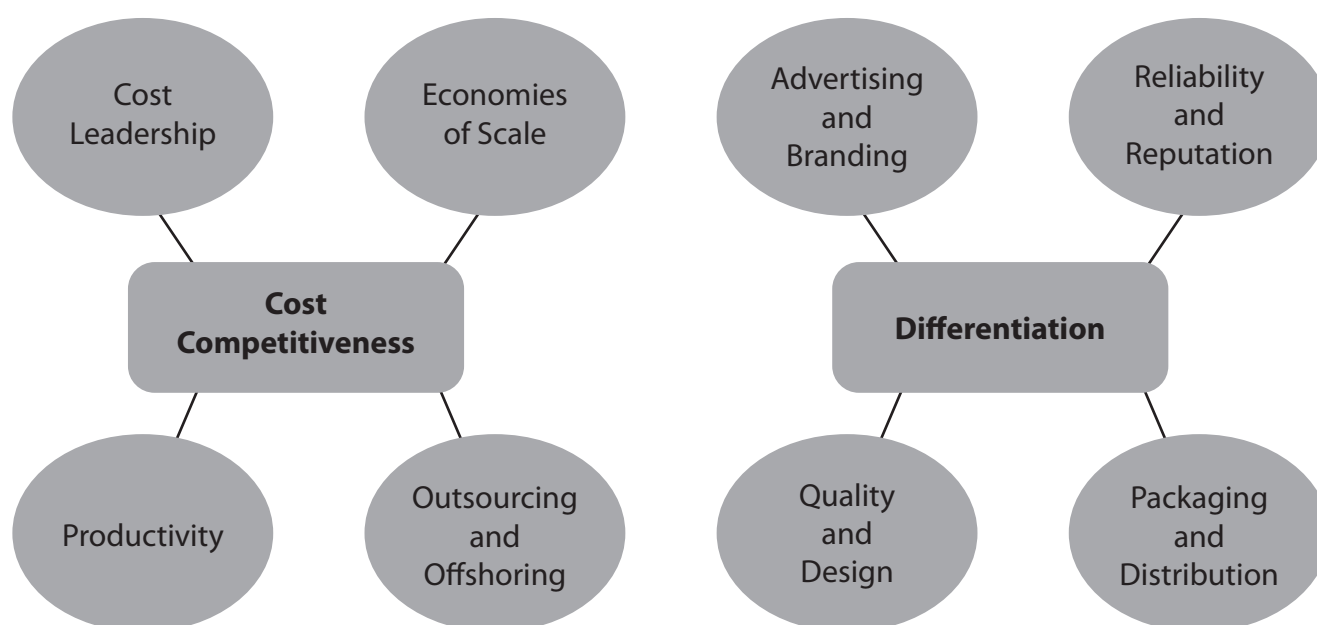 Cost
Leadership
Economies
of Scale
Cost
Competitiveness
Productivity
Outsourcing
and
Offshoring
Advertising
and
Branding
Reliability
and
Reputation
Differentiation
Quality
and
Design
Packaging
and
Distribution